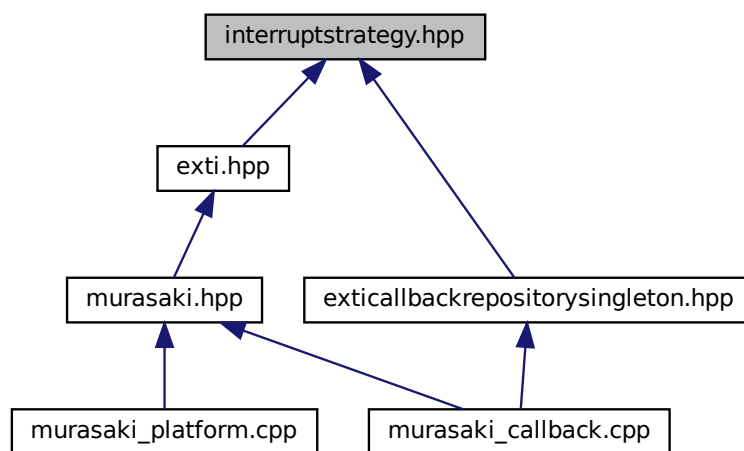 interruptstrategy.hpp
exti.hpp
murasaki.hpp
exticallbackrepositorysingleton.hpp
murasaki_platform.cpp
murasaki_callback.cpp